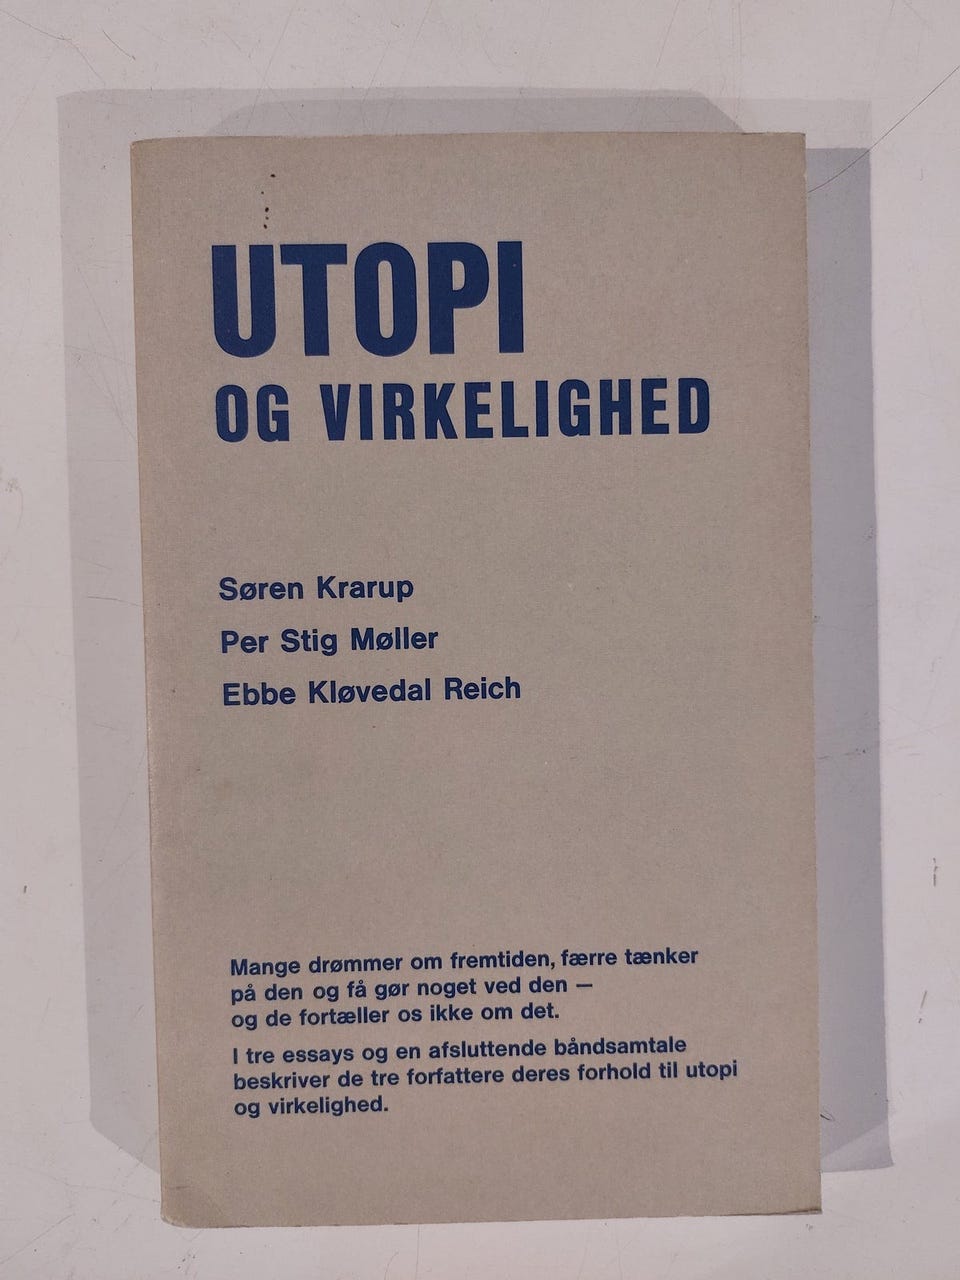 UTOPI
OG VIRKELIGHED
Søren Krarup
Per Stig Møller
Ebbe Kløvedal Reich
Mange drømmer om fremtiden, færre tænker
på den og få gør noget ved den —
og de fortæller os ikke om det.
I tre essays og en afsluttende båndsamtale
beskriver de tre forfattere deres forhold til utopi
og virkelighed.